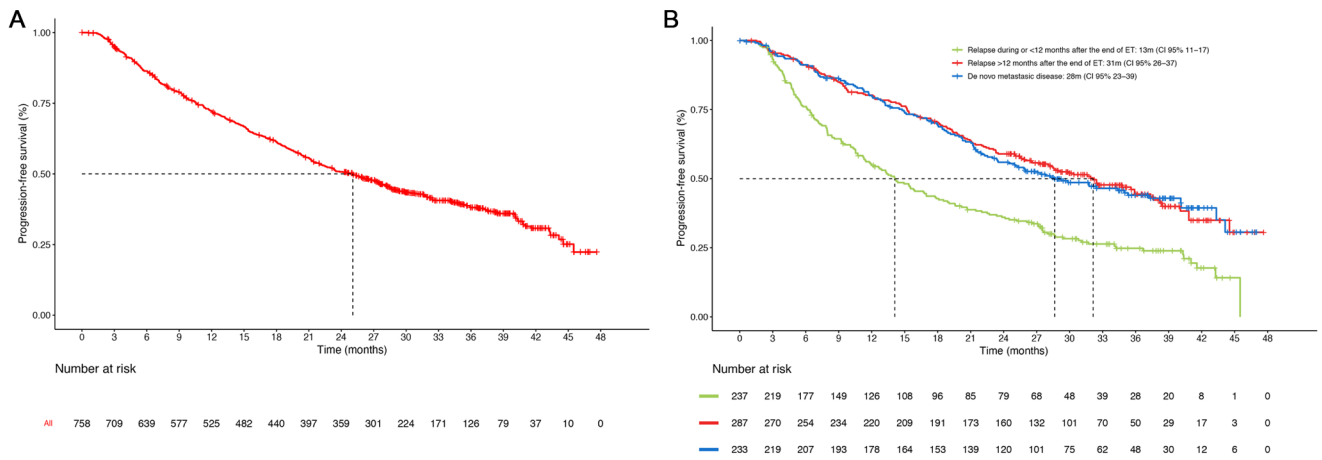 A
1.00
0.75
0.50
0.25
0.00
Progression-free survival (%)
0 3 6 9 12 15 18 21 24 27 30 33 36 39 42 45 48
Time (months)
Number at risk
All 758 709 639 577 525 482 440 397 359 301 224 171 126 79 37 10 0
B
Relapse during or <12 months after the end of ET: 13m (CI 95% 11–17)
Relapse >12 months after the end of ET: 31m (CI 95% 26–37)
De novo metastasic disease: 28m (CI 95% 23–39)
1.00
0.75
0.50
0.25
0.00
Progression-free survival (%)
0 3 6 9 12 15 18 21 24 27 30 33 36 39 42 45 48
Time (months)
Number at risk
237 219 177 149 126 108 96 85 79 68 48 39 28 20 8 1 0
287 270 254 234 220 209 191 173 160 132 101 70 50 29 17 3 0
233 219 207 193 178 164 153 139 120 101 75 62 48 30 12 6 0